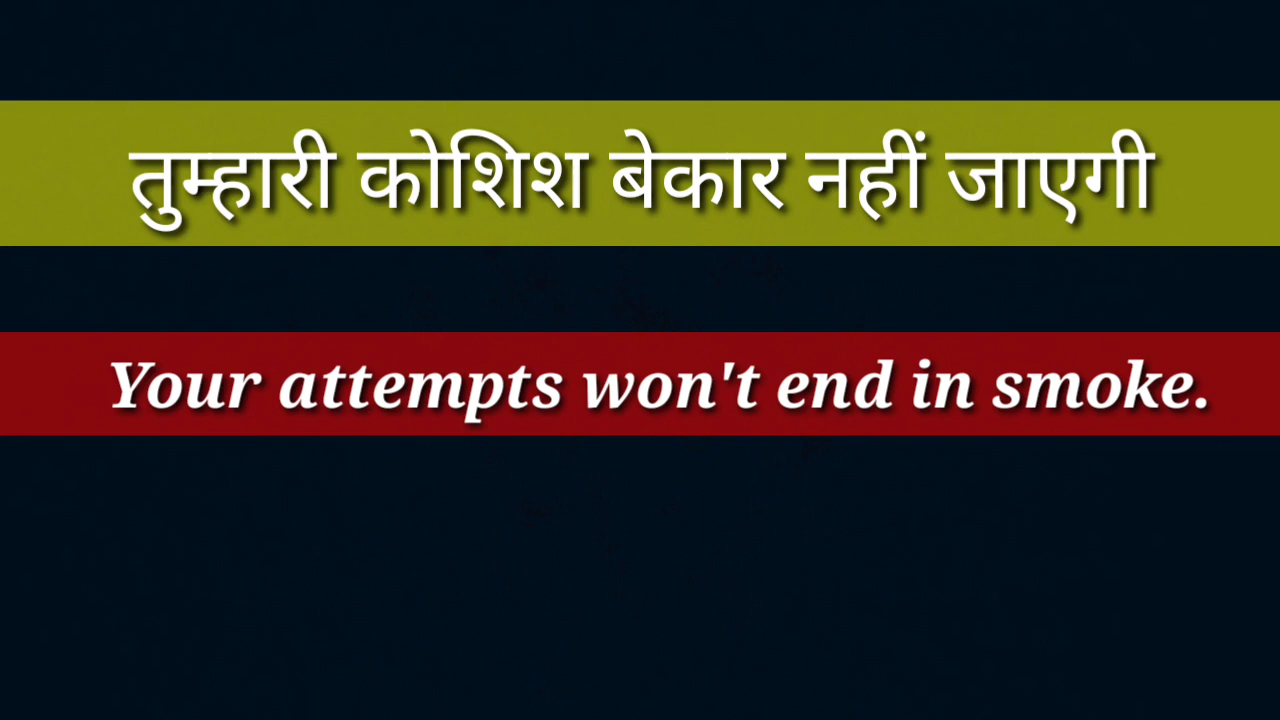 तुम्हारी कोशिश बेकार नहीं जाएगी
Your attempts won't end in smoke.